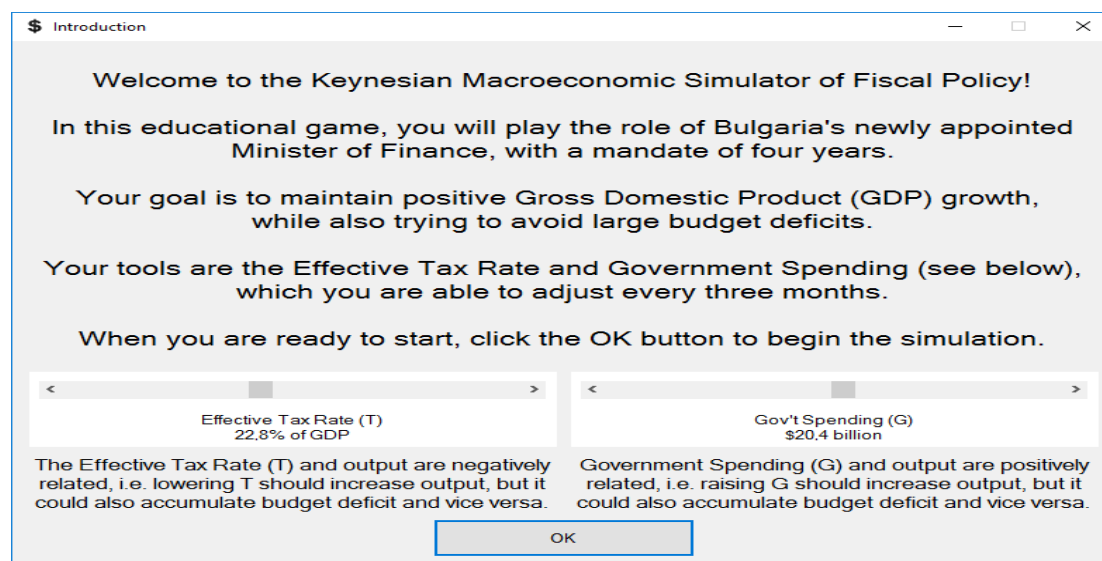 $ Introduction
Welcome to the Keynesian Macroeconomic Simulator of Fiscal Policy!
In this educational game, you will play the role of Bulgaria's newly appointed
Minister of Finance, with a mandate of four years.
Your goal is to maintain positive Gross Domestic Product (GDP) growth,
while also trying to avoid large budget deficits.
Your tools are the Effective Tax Rate and Government Spending (see below),
which you are able to adjust every three months.
When you are ready to start, click the OK button to begin the simulation.
Effective Tax Rate (T)
22,8% of GDP
The Effective Tax Rate (T) and output are negatively
related, i.e. lowering T should increase output, but it
could also accumulate budget deficit and vice versa.
Gov't Spending (G)
$20,4 billion
Government Spending (G) and output are positively
related, i.e. raising G should increase output, but it
could also accumulate budget deficit and vice versa.
OK